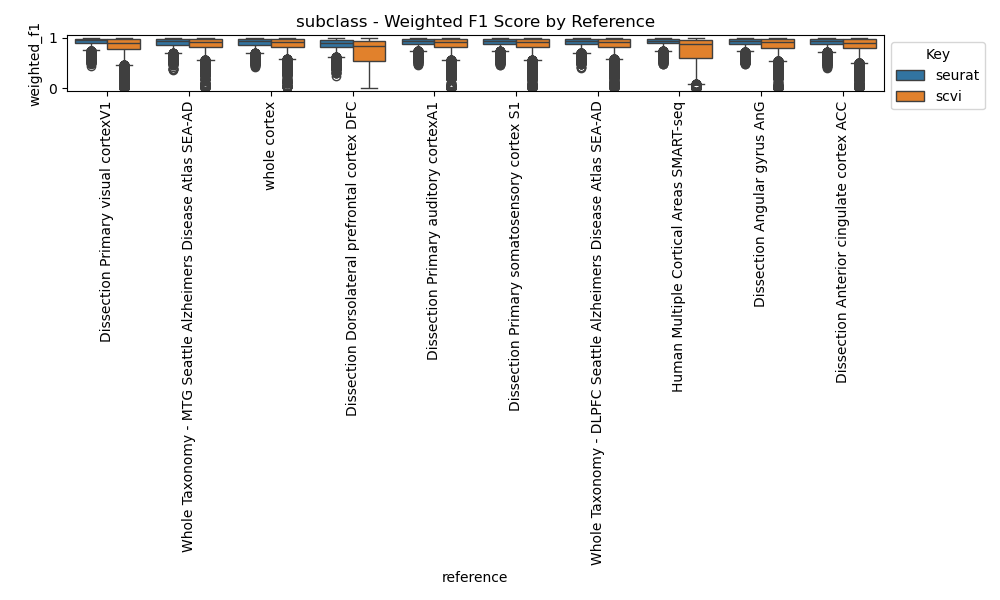 subclass - Weighted F1 Score by Reference
weighted_f1
1
0
Key
seurat
scvi
Dissection Primary visual cortexV1
Whole Taxonomy - MTG Seattle Alzheimers Disease Atlas SEA-AD
whole cortex
Dissection Dorsolateral prefrontal cortex DFC
Dissection Primary auditory cortexA1
Dissection Primary somatosensory cortex S1
Whole Taxonomy - DLPFC Seattle Alzheimers Disease Atlas SEA-AD
Human Multiple Cortical Areas SMART-seq
Dissection Angular gyrus AnG
Dissection Anterior cingulate cortex ACC
reference